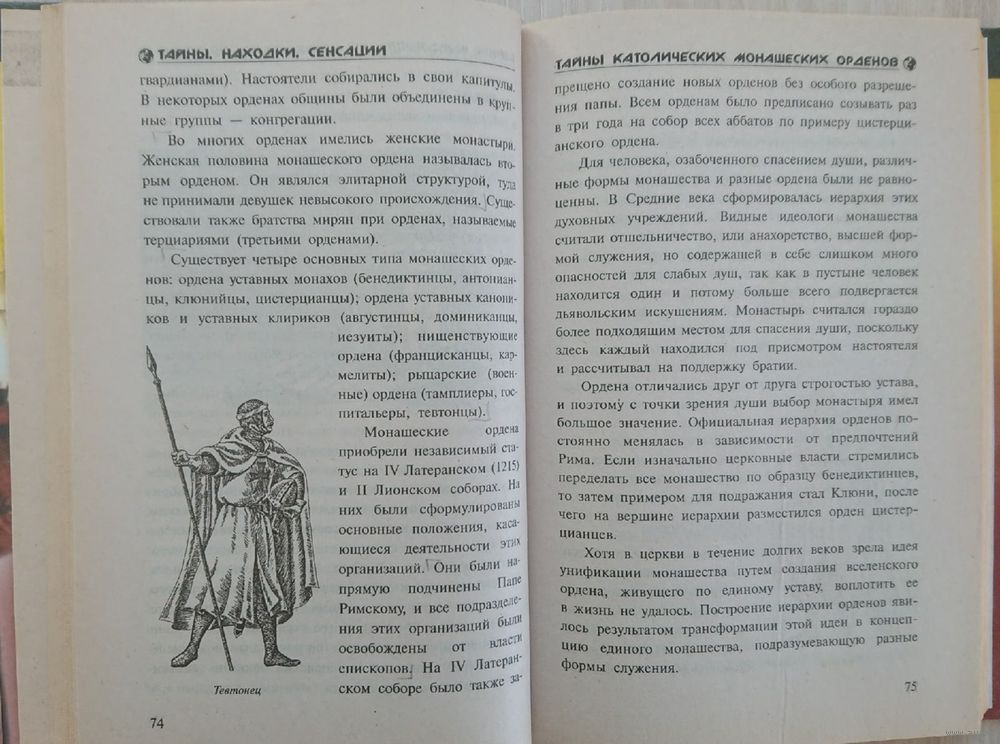 ТАЙНЫ. НАХОДКИ. СЕНСАЦИИ
гвардианами). Настоятели собирались в свои капитулы.
В некоторых орденах общины были объединены в круп-
ные группы — конгрегации.
Во многих орденах имелись женские монастыри.
Женская половина монашеского ордена называлась вто-
рым орденом. Он являлся элитарной структурой, туда
не принимали девушек невысокого происхождения. Суще-
ствовали также братства мирян при орденах, называемые
терциариями (третьими орденами).
Существует четыре основных типа монашеских орде-
нов: ордена уставных монахов (бенедиктинцы, антониан-
цы, клюнийцы, цистерцианцы); ордена уставных канони-
ков и уставных клириков (августинцы, доминиканцы,
иезуиты); нищенствующие
ордена (францисканцы, кар-
мелиты); рыцарские (воен-
ные) ордена (тамплиеры, гос-
питальеры, тевтонцы).
Монашеские ордена
приобрели независимый ста-
тус на IV Латеранском (1215)
и II Лионском соборах. На
них были сформулированы
основные положения, каса-
ющиеся деятельности этих
организаций. Они были на-
прямую подчинены Папе
Римскому, и все подразделе-
ния этих организаций были
освобождены от власти
епископов. На IV Латеран-
ском соборе было также за-
Тевтонец
74
ТАЙНЫ КАТОЛИЧЕСКИХ МОНАШЕСКИХ ОРДЕНОВ
прещено создание новых орденов без особого разреше-
ния папы. Всем орденам было предписано созывать раз
в три года на собор всех аббатов по примеру цистерци-
анского ордена.
Для человека, озабоченного спасением души, различ-
ные формы монашества и разные ордена были не равно-
ценны. В Средние века сформировалась иерархия этих
духовных учреждений. Видные идеологи монашества
считали отшельничество, или анахоретство, высшей фор-
мой служения, но содержащей в себе слишком много
опасностей для слабых душ, так как в пустыне человек
находится один и потому больше всего подвергается
дьявольским искушениям. Монастырь считался гораздо
более подходящим местом для спасения души, поскольку
здесь каждый находился под присмотром настоятеля
и рассчитывал на поддержку братии.
Ордена отличались друг от друга строгостью устава,
и поэтому с точки зрения души выбор монастыря имел
большое значение. Официальная иерархия орденов по-
стоянно менялась в зависимости от предпочтений
Рима. Если изначально церковные власти стремились
переделать все монашество по образцу бенедиктинцев,
то затем примером для подражания стал Клюни, после
чего на вершине иерархии разместился орден цистер-
цианцев.
Хотя в церкви в течение долгих веков зрела идея
унификации монашества путем создания вселенского
ордена, живущего по единому уставу, воплотить ее
в жизнь не удалось. Построение иерархии орденов яви-
лось результатом трансформации этой идеи в концеп-
цию единого монашества, подразумевающую разные
формы служения.
75